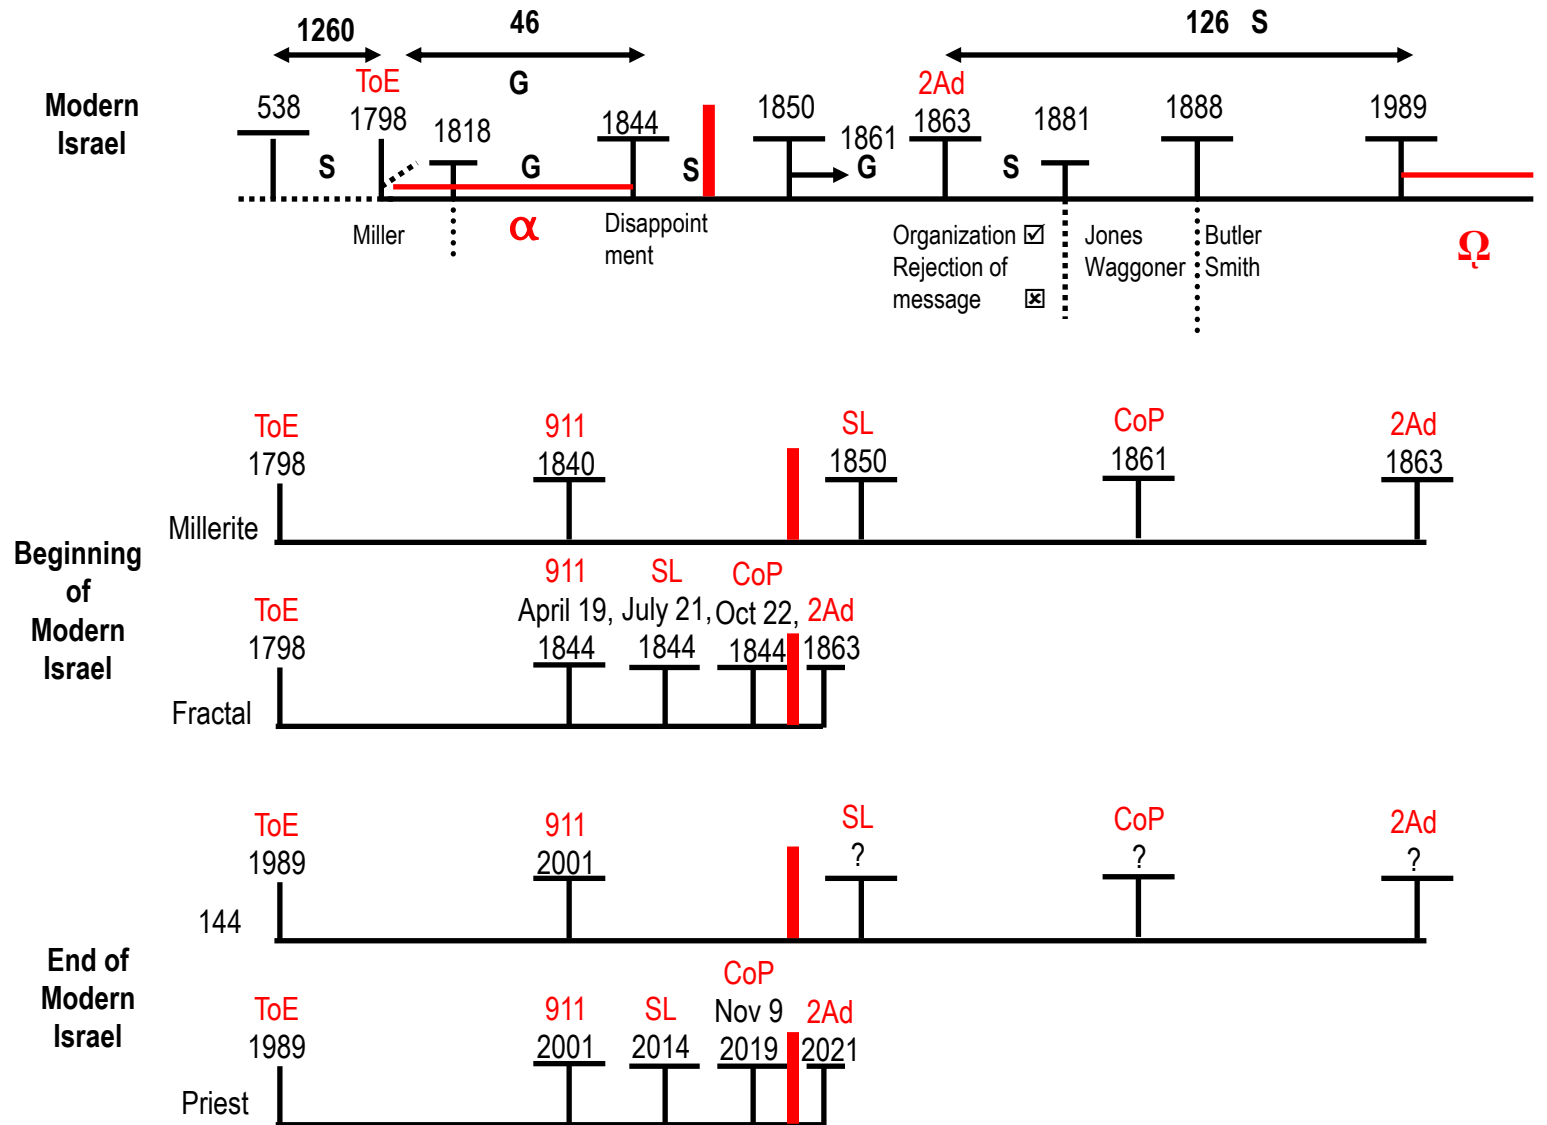 1260
46
126 S
ToE
G
2Ad
Modern
Israel
538
1798
1818
1844
1850
1861
1863
1881
1888
1989
S
G
S
G
S
Miller
α
Disappoint
ment
Organization ☑
Rejection of
message ☒
Jones
Waggoner
Butler
Smith
Ω
Beginning
of
Modern
Israel
ToE
911
SL
CoP
2Ad
1798
1840
1850
1861
1863
Millerite
911
SL
CoP
ToE
April 19,
July 21,
Oct 22,
2Ad
1798
1844
1844
1844
1863
Fractal
End of
Modern
Israel
ToE
911
SL
CoP
2Ad
1989
2001
?
?
?
144
CoP
ToE
911
SL
Nov 9
2Ad
1989
2001
2014
2019
2021
Priest